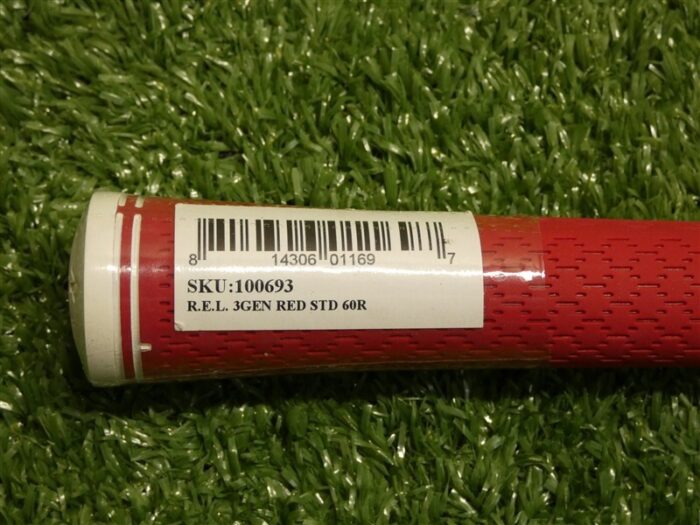 8 14306 01169 7
SKU:100693
R.E.L. 3GEN RED STD 60R